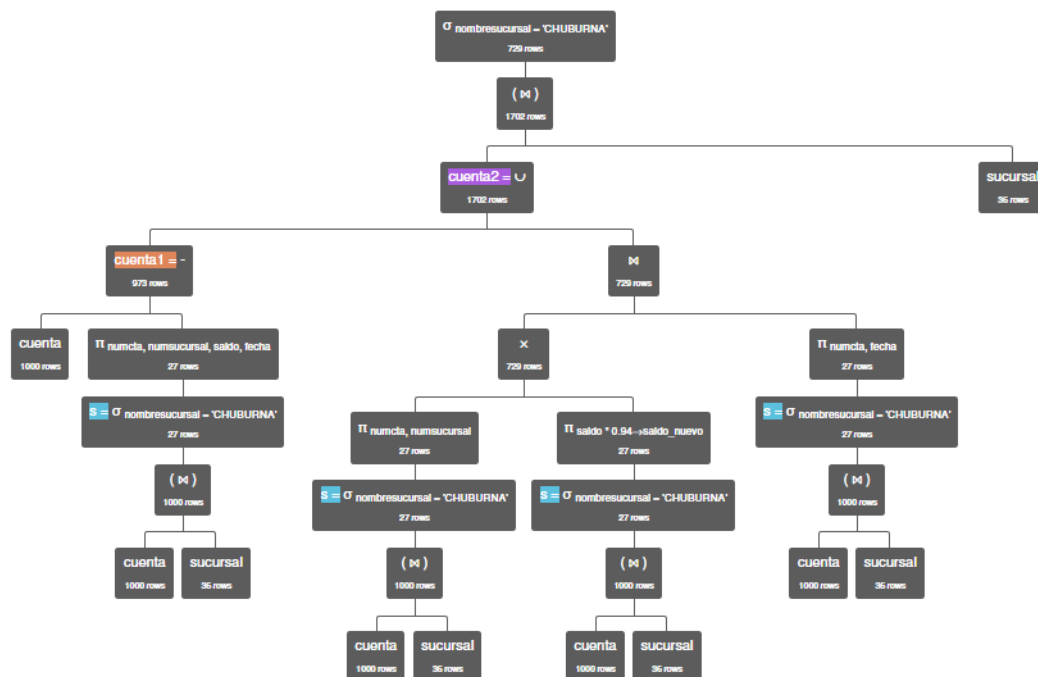 σ nombresucursal = 'CHUBURNA'
729 rows
( ⋈ )
1702 rows
cuenta2 = ∪
1702 rows
sucursal
36 rows
cuenta1 = -
973 rows
⋈
729 rows
cuenta
1000 rows
π numcta, numsucursal, saldo, fecha
27 rows
×
729 rows
π numcta, fecha
27 rows
s = σ nombresucursal = 'CHUBURNA'
27 rows
π numcta, numsucursal
27 rows
π saldo * 0.94→saldo_nuevo
27 rows
s = σ nombresucursal = 'CHUBURNA'
27 rows
( ⋈ )
1000 rows
s = σ nombresucursal = 'CHUBURNA'
27 rows
s = σ nombresucursal = 'CHUBURNA'
27 rows
( ⋈ )
1000 rows
cuenta
1000 rows
sucursal
36 rows
( ⋈ )
1000 rows
( ⋈ )
1000 rows
cuenta
1000 rows
sucursal
36 rows
cuenta
1000 rows
sucursal
36 rows
cuenta
1000 rows
sucursal
36 rows